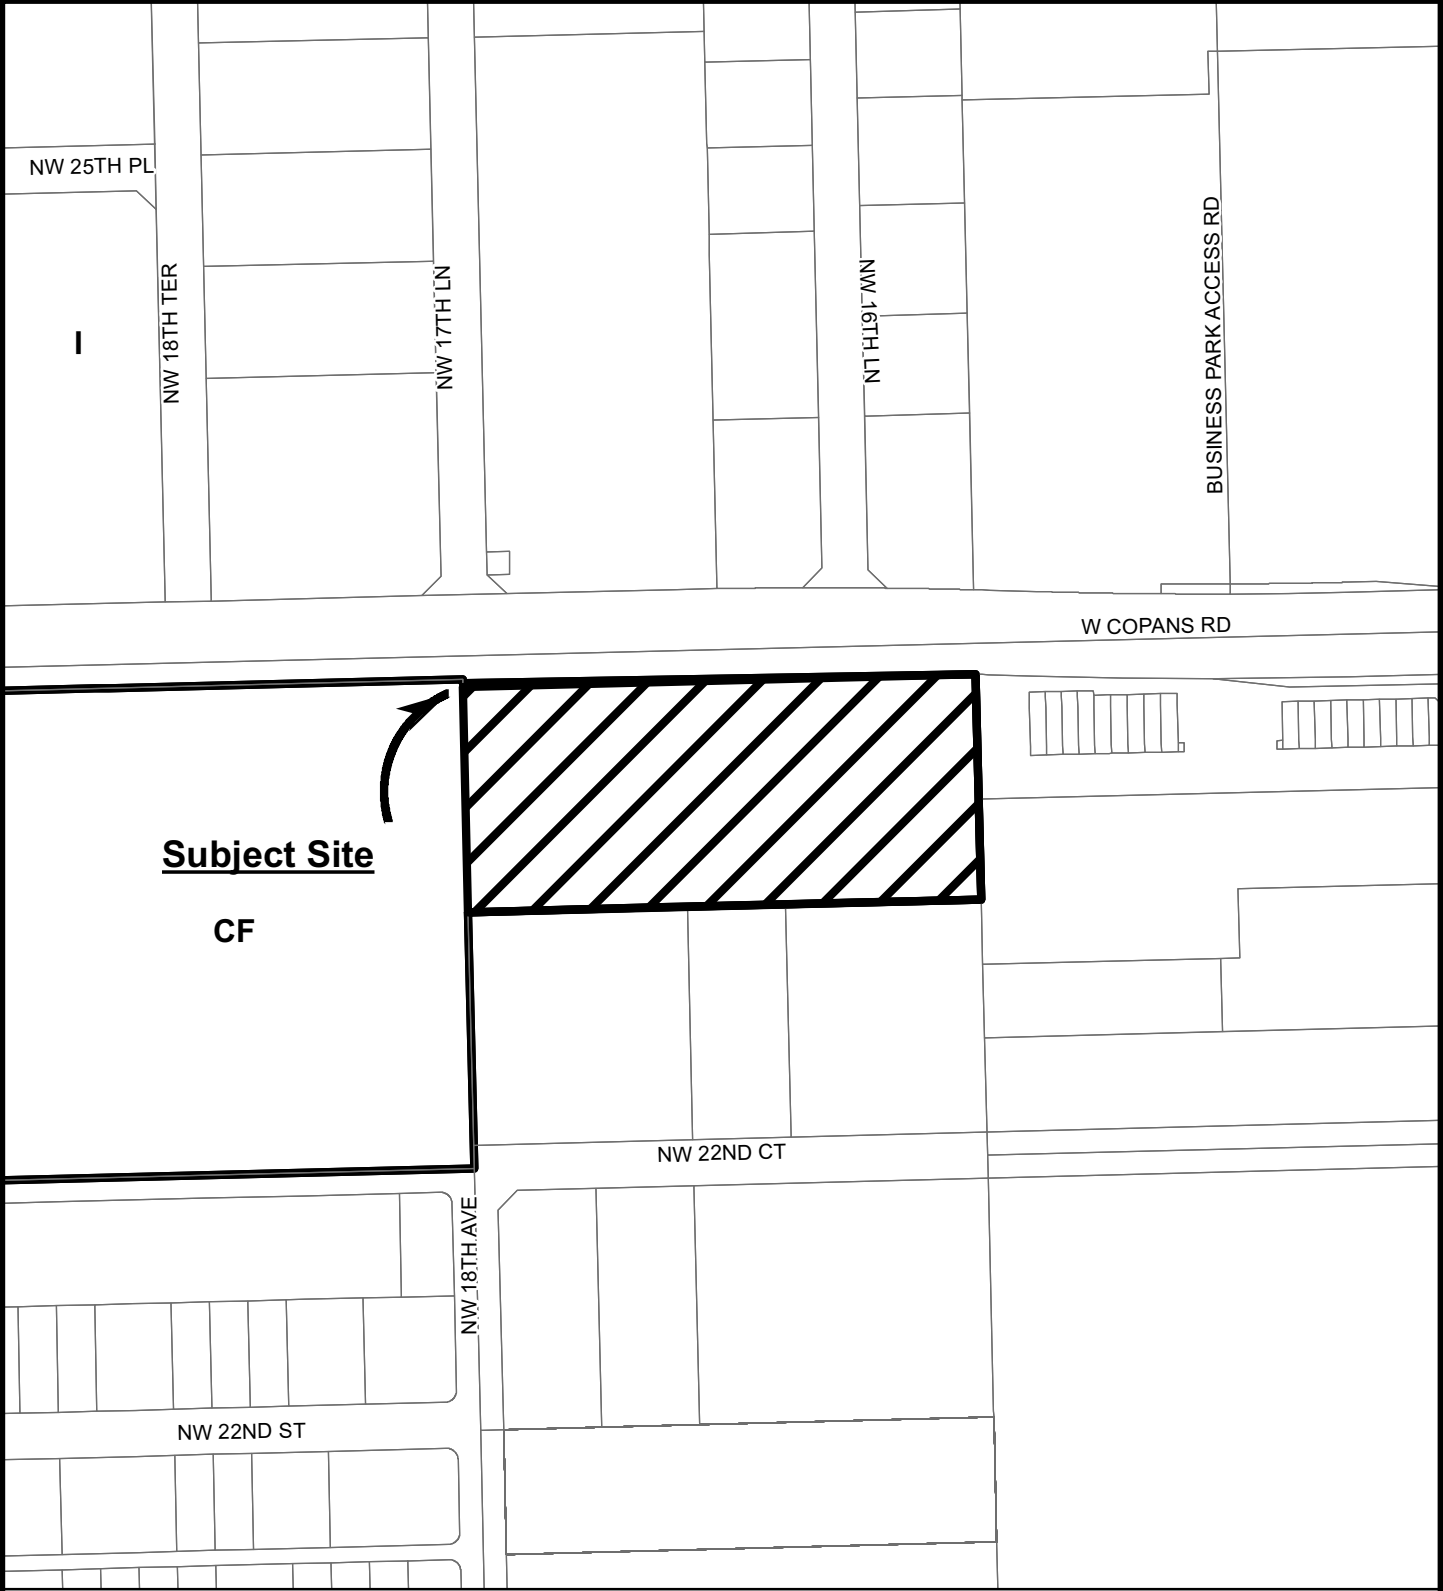 NW 25TH PL
NW 18TH TER
NW 17TH LN
NW 16TH LN
BUSINESS PARK ACCESS RD
I
W COPANS RD
Subject Site
CF
NW 22ND CT
NW 18TH AVE
NW 22ND ST